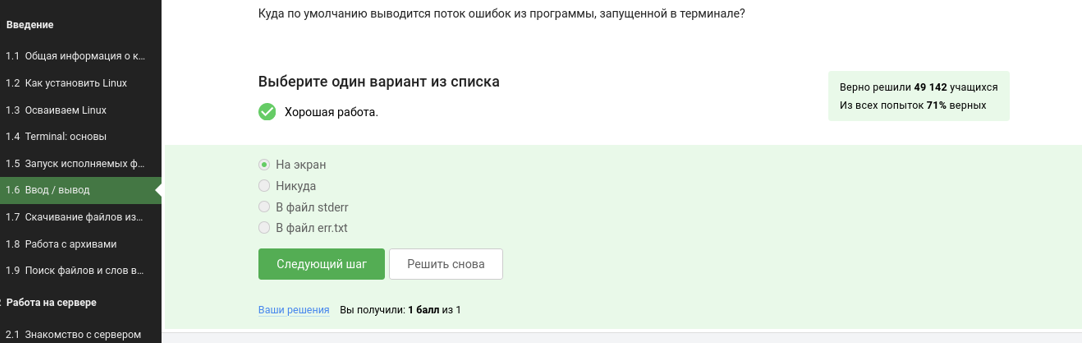 Введение
1.1 Общая информация о к...
1.2 Как установить Linux
1.3 Осваиваем Linux
1.4 Terminal: основы
1.5 Запуск исполняемых ф...
1.6 Ввод / вывод
1.7 Скачивание файлов из...
1.8 Работа с архивами
1.9 Поиск файлов и слов в...
Работа на сервере
2.1 Знакомство с сервером
Куда по умолчанию выводится поток ошибок из программы, запущенной в терминале?
Выберите один вариант из списка
Хорошая работа.
Верно решили 49 142 учащихся
Из всех попыток 71% верных
На экран
Никуда
В файл stderr
В файл err.txt
Следующий шаг
Решить снова
Ваши решения Вы получили: 1 балл из 1